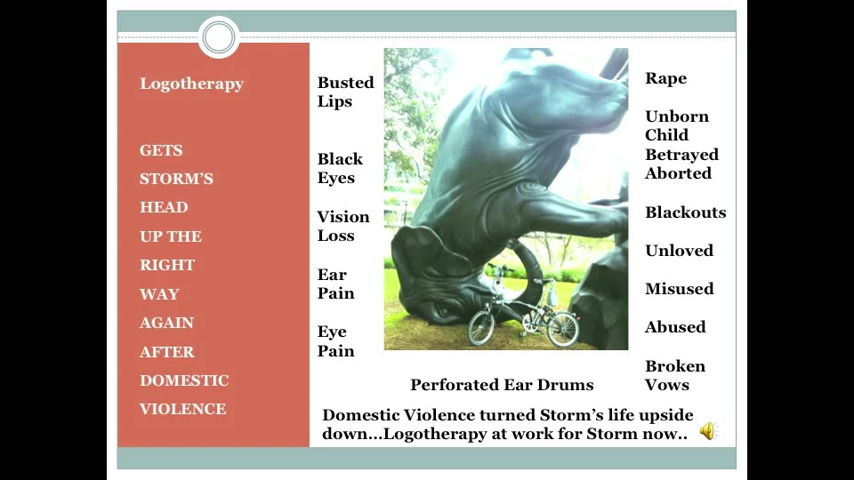 Logotherapy
GETS
STORM'S
HEAD
UP THE
RIGHT
WAY
AGAIN
AFTER
DOMESTIC
VIOLENCE
Busted
Lips
Black
Eyes
Vision
Loss
Ear
Pain
Eye
Pain
Rape
Unborn
Child
Betrayed
Aborted
Blackouts
Unloved
Misused
Abused
Broken
Vows
Perforated Ear Drums
Domestic Violence turned Storm's life upside
down...Logotherapy at work for Storm now..